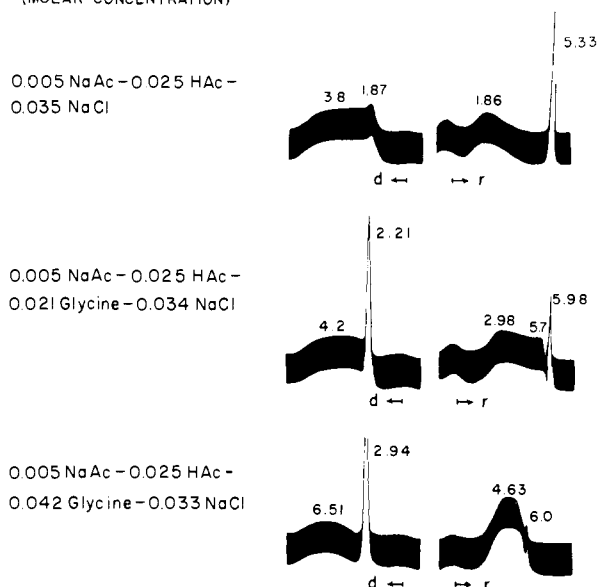 (MOLAR CONCENTRATION)
5.33
0.005 NaAc-0.025 HAc-
0.035 NaCl
3.8 1.87
1.86
d ← → r
2.21
0.005 NaAc-0.025 HAc-
0.021 Glycine-0.034 NaCl
4.2
2.98 5.7 5.98
d ← → r
0.005 NaAc-0.025 HAc-
0.042 Glycine-0.033 NaCl
2.94
6.51
4.63
6.0
d ← → r